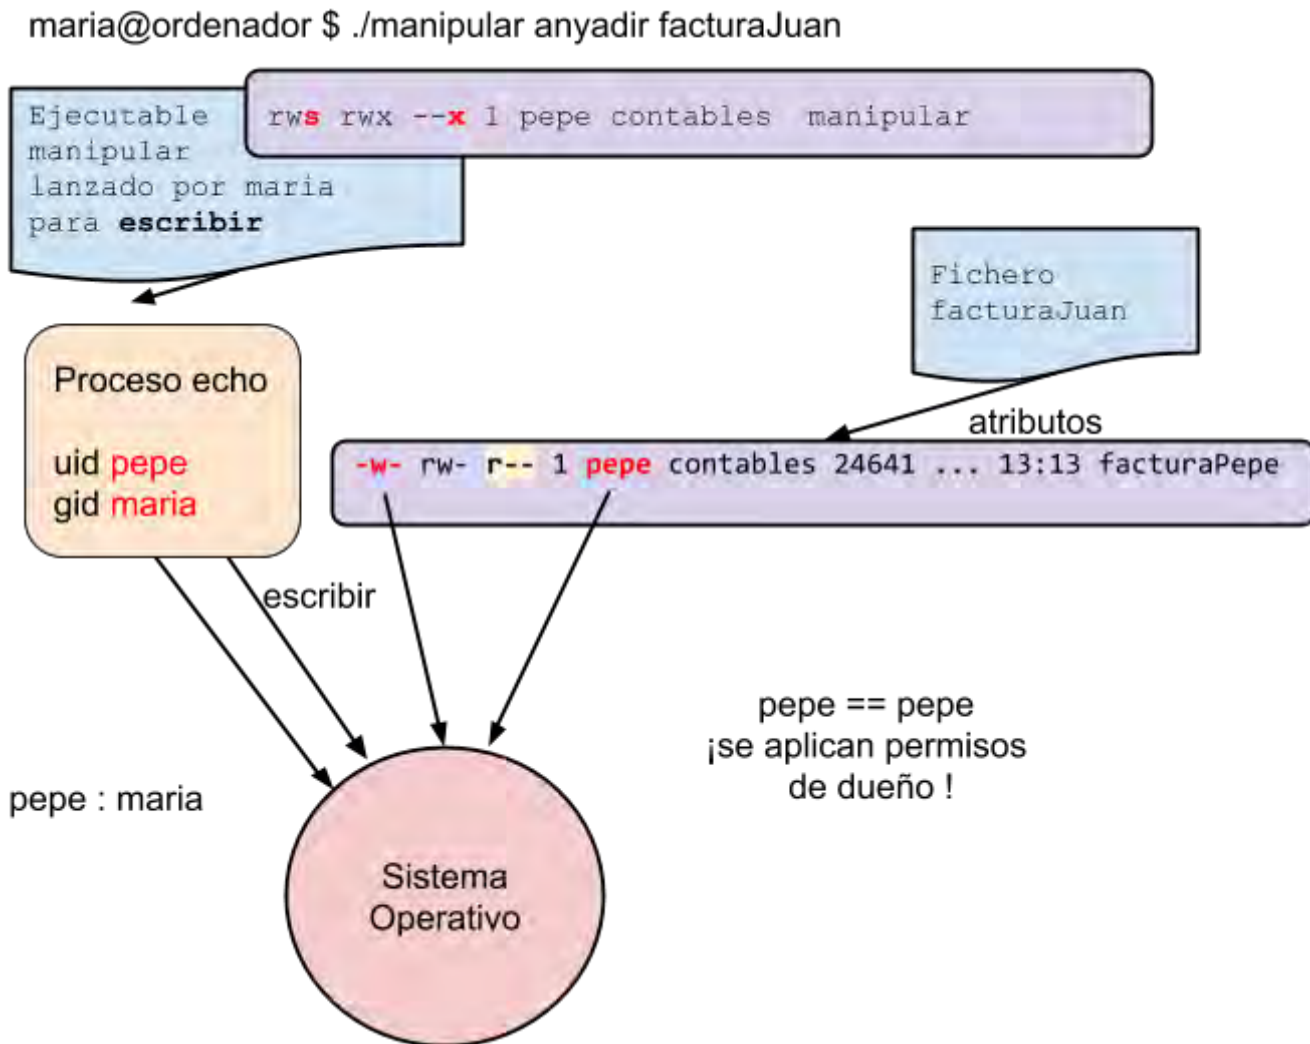 maria@ordenador $ ./manipular anyadir facturaJuan
rws rwx --x 1 pepe contables manipular
Ejecutable
manipular
lanzado por maria
para escribir
Fichero
facturaJuan
Proceso echo
uid pepe
gid maria
atributos
-w- rw- r-- 1 pepe contables 24641 ... 13:13 facturaPepe
escribir
pepe == pepe
¡se aplican permisos
de dueño !
pepe : maria
Sistema
Operativo